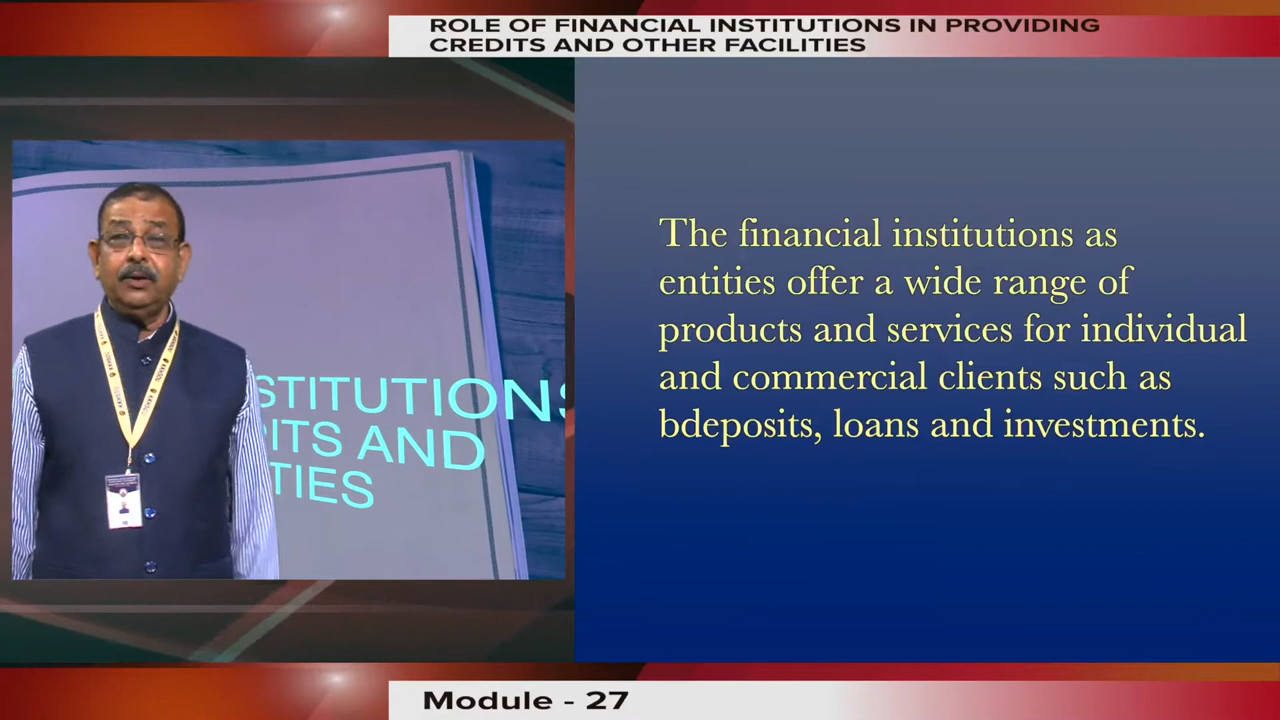 ROLE OF FINANCIAL INSTITUTIONS IN PROVIDING
CREDITS AND OTHER FACILITIES
STITUTIONS
ITS AND
TIES
The financial institutions as
entities offer a wide range of
products and services for individual
and commercial clients such as
bdeposits, loans and investments.
Module - 27